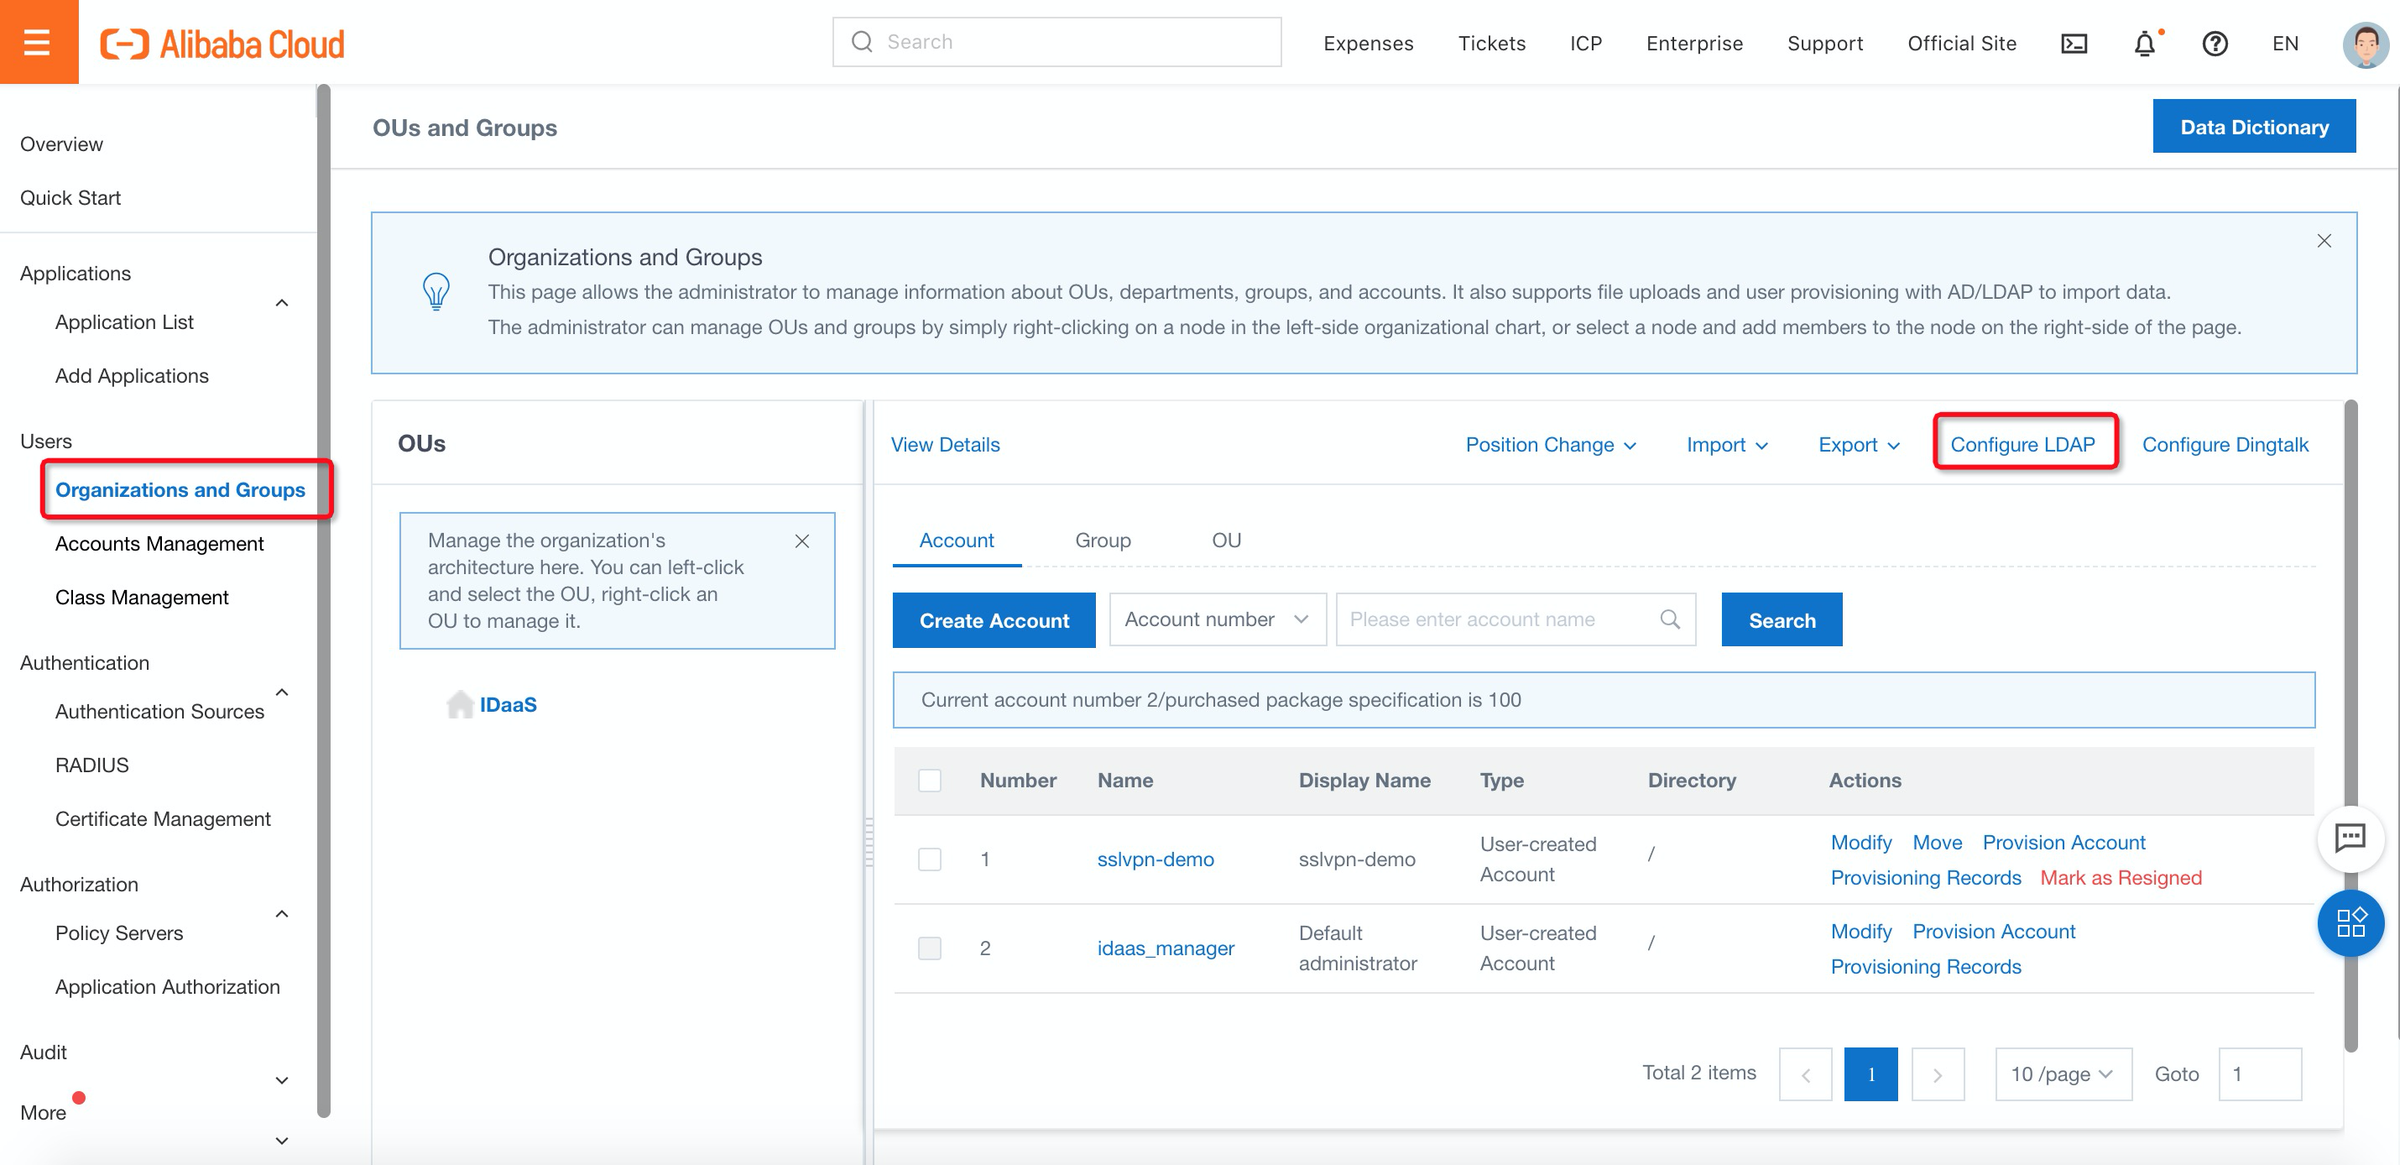 Alibaba Cloud
Search
Expenses
Tickets
ICP
Enterprise
Support
Official Site
EN
Overview
Quick Start
Applications
Application List
Add Applications
Users
Organizations and Groups
Accounts Management
Class Management
Authentication
Authentication Sources
RADIUS
Certificate Management
Authorization
Policy Servers
Application Authorization
Audit
More
OUs and Groups
Data Dictionary
Organizations and Groups
This page allows the administrator to manage information about OUs, departments, groups, and accounts. It also supports file uploads and user provisioning with AD/LDAP to import data.
The administrator can manage OUs and groups by simply right-clicking on a node in the left-side organizational chart, or select a node and add members to the node on the right-side of the page.
OUs
Manage the organization's
architecture here. You can left-click
and select the OU, right-click an
OU to manage it.
IDaaS
View Details
Position Change
Import
Export
Configure LDAP
Configure Dingtalk
Account
Group
OU
Create Account
Account number
Please enter account name
Search
Current account number 2/purchased package specification is 100
Number Name Display Name Type Directory Actions
1 sslvpn-demo sslvpn-demo User-created Account / Modify Move Provision Account
Provisioning Records Mark as Resigned
2 idaas_manager Default administrator User-created Account / Modify Provision Account
Provisioning Records
Total 2 items
1
10 /page
Goto
1